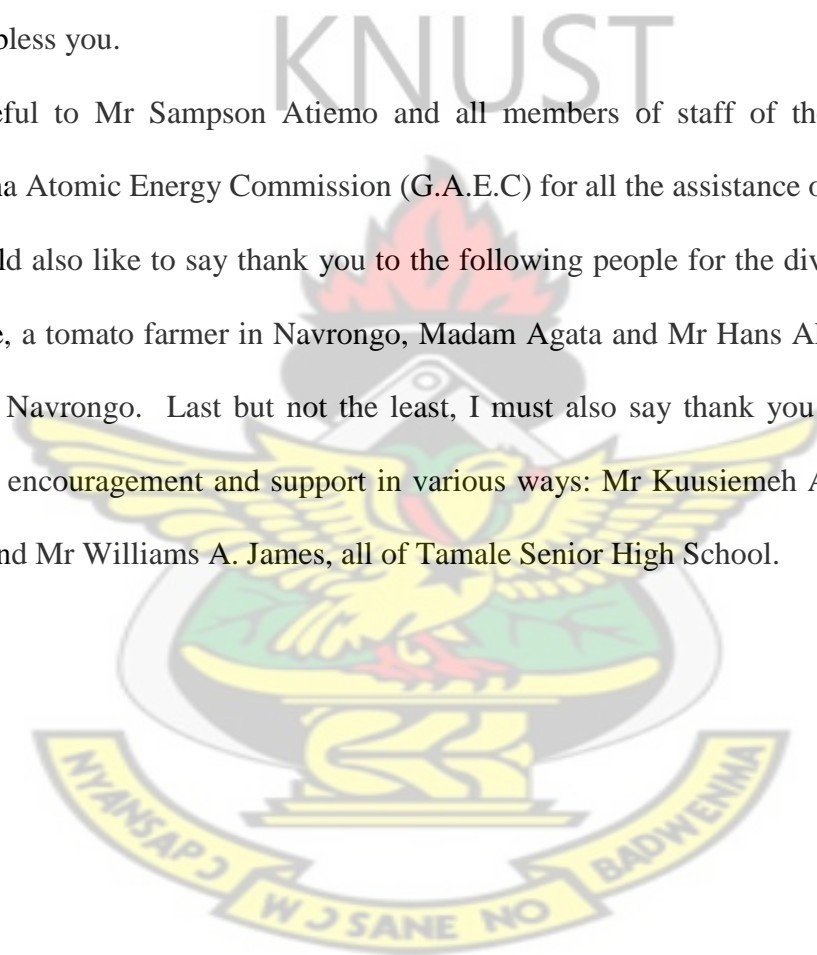 KNUST
bless you.
eful to Mr Sampson Atiemo and all members of staff of th
na Atomic Energy Commission (G.A.E.C) for all the assistance
ld also like to say thank you to the following people for the div
e, a tomato farmer in Navrongo, Madam Agata and Mr Hans
Navrongo. Last but not the least, I must also say thank you
encouragement and support in various ways: Mr Kuusiemeh A
nd Mr Williams A. James, all of Tamale Senior High School.
NYANSAPƆ WƆSANE NO BADWENMA